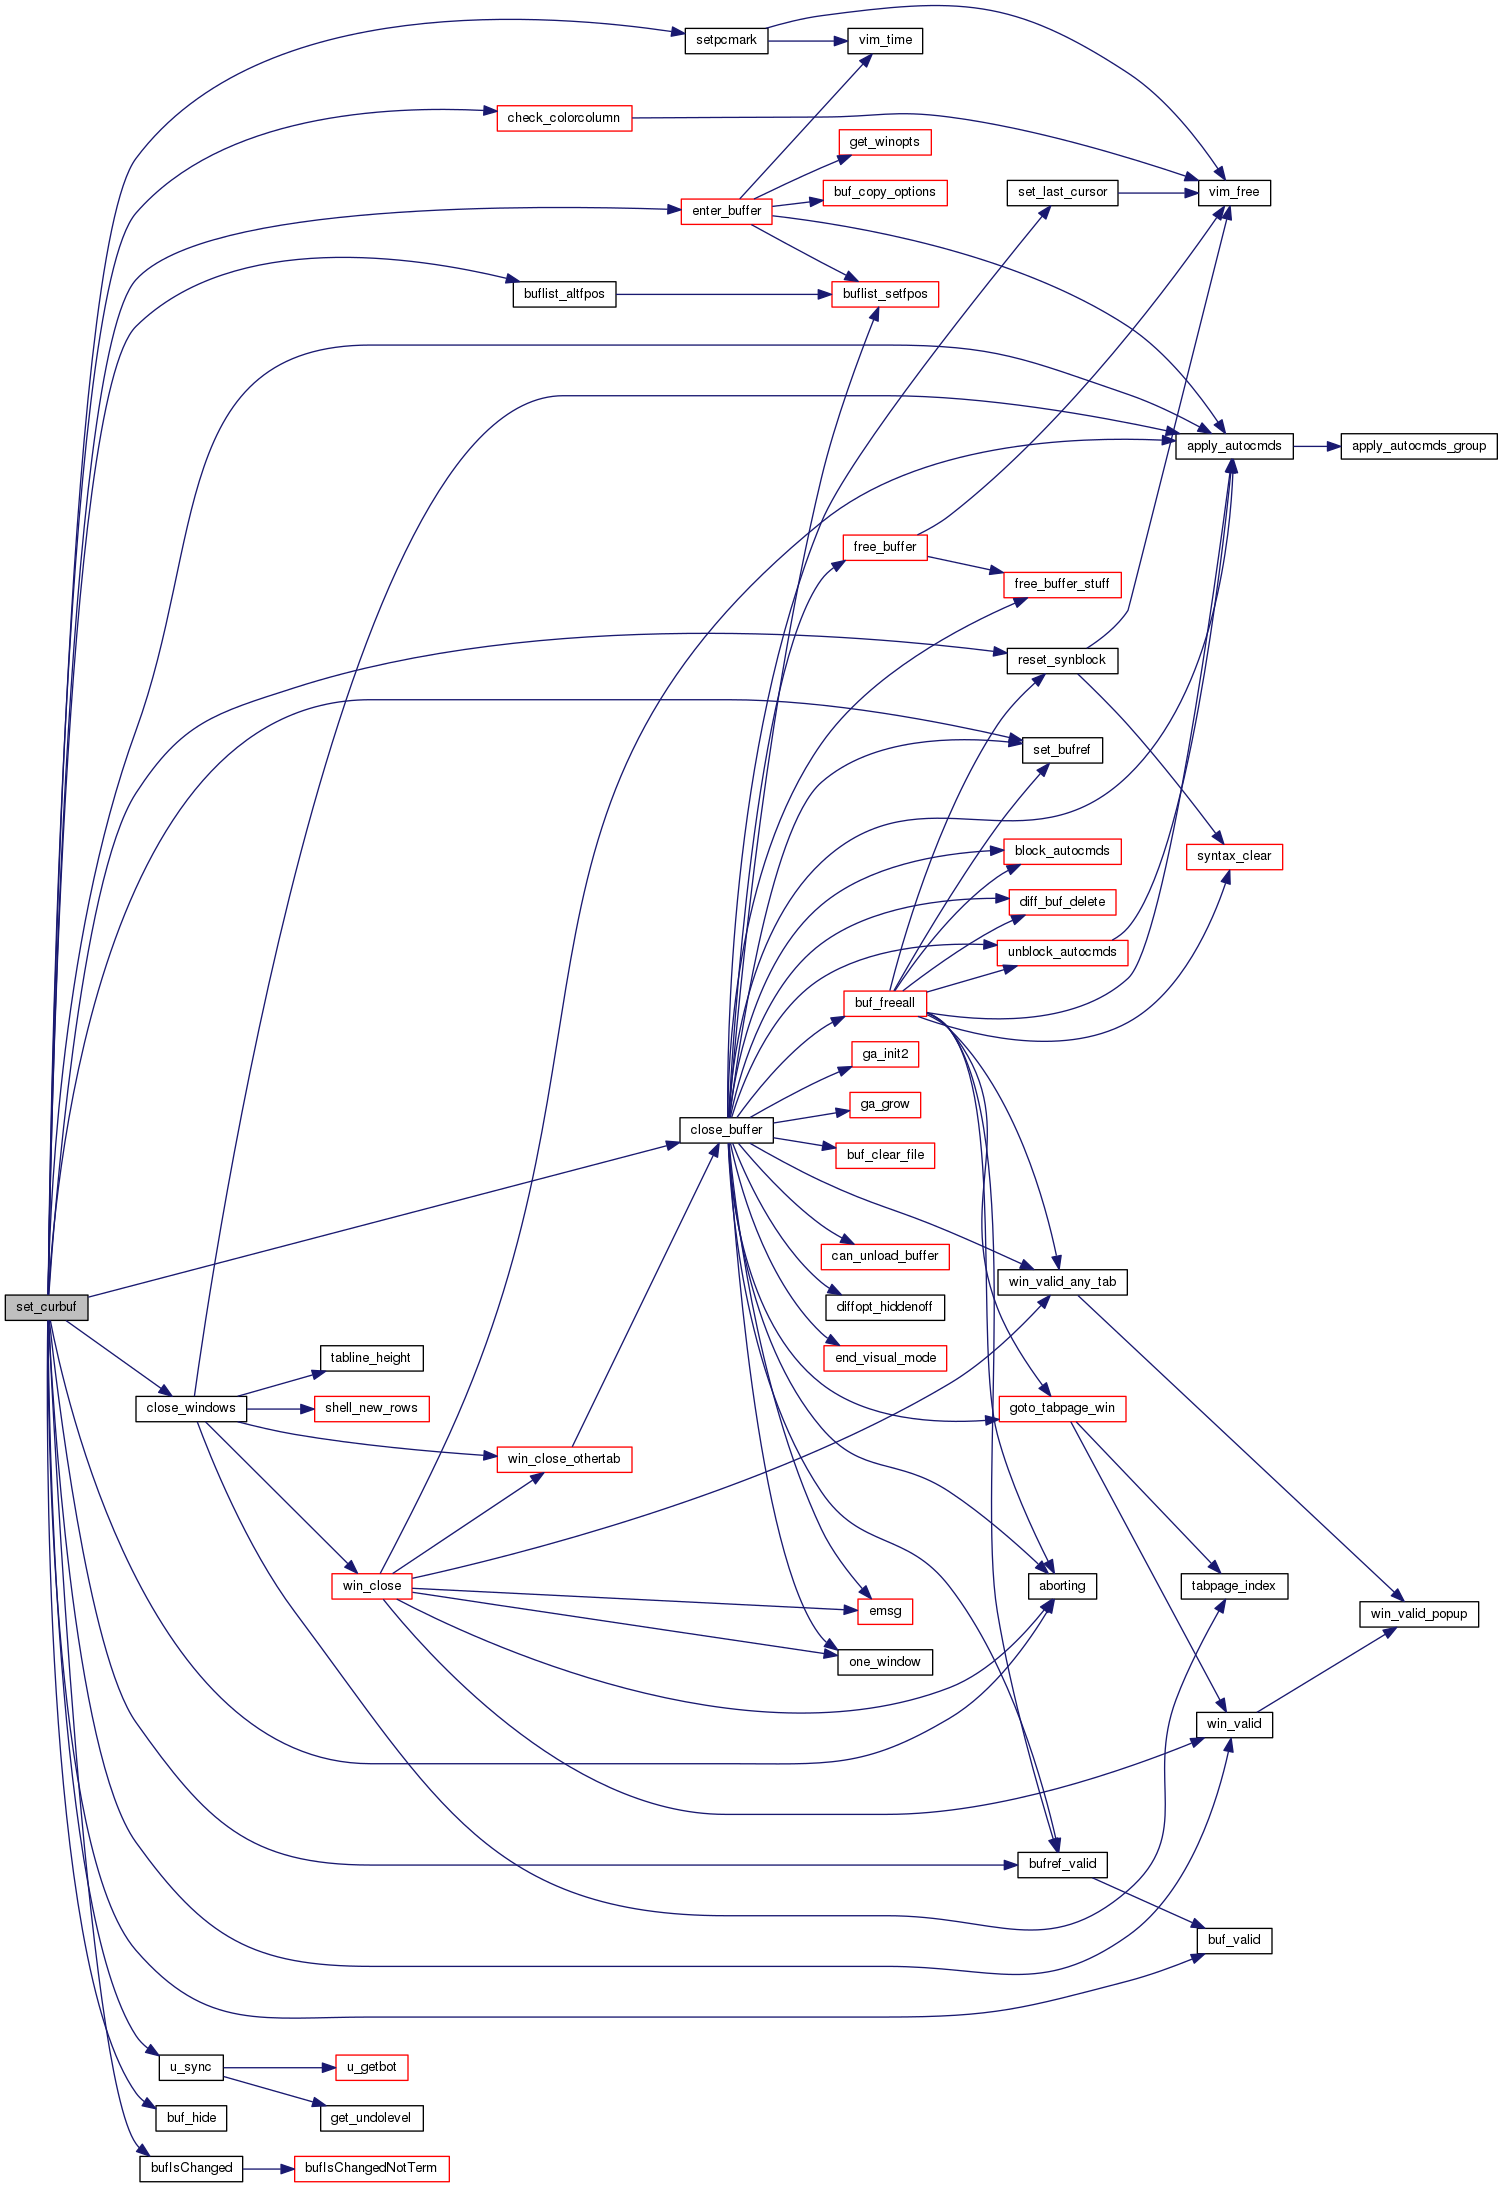 setpcmark
vim_time
check_colorcolumn
get_winopts
buf_copy_options
set_last_cursor
vim_free
enter_buffer
buflist_altfpos
buflist_setfpos
apply_autocmds
apply_autocmds_group
free_buffer
free_buffer_stuff
reset_synblock
set_bufref
block_autocmds
syntax_clear
diff_buf_delete
unblock_autocmds
buf_freeall
ga_init2
ga_grow
close_buffer
buf_clear_file
can_unload_buffer
win_valid_any_tab
set_curbuf
diffopt_hiddenoff
tabline_height
end_visual_mode
close_windows
shell_new_rows
goto_tabpage_win
win_close_othertab
win_close
aborting
tabpage_index
emsg
win_valid_popup
one_window
win_valid
bufref_valid
buf_valid
u_sync
u_getbot
buf_hide
get_undolevel
bufIsChanged
bufIsChangedNotTerm